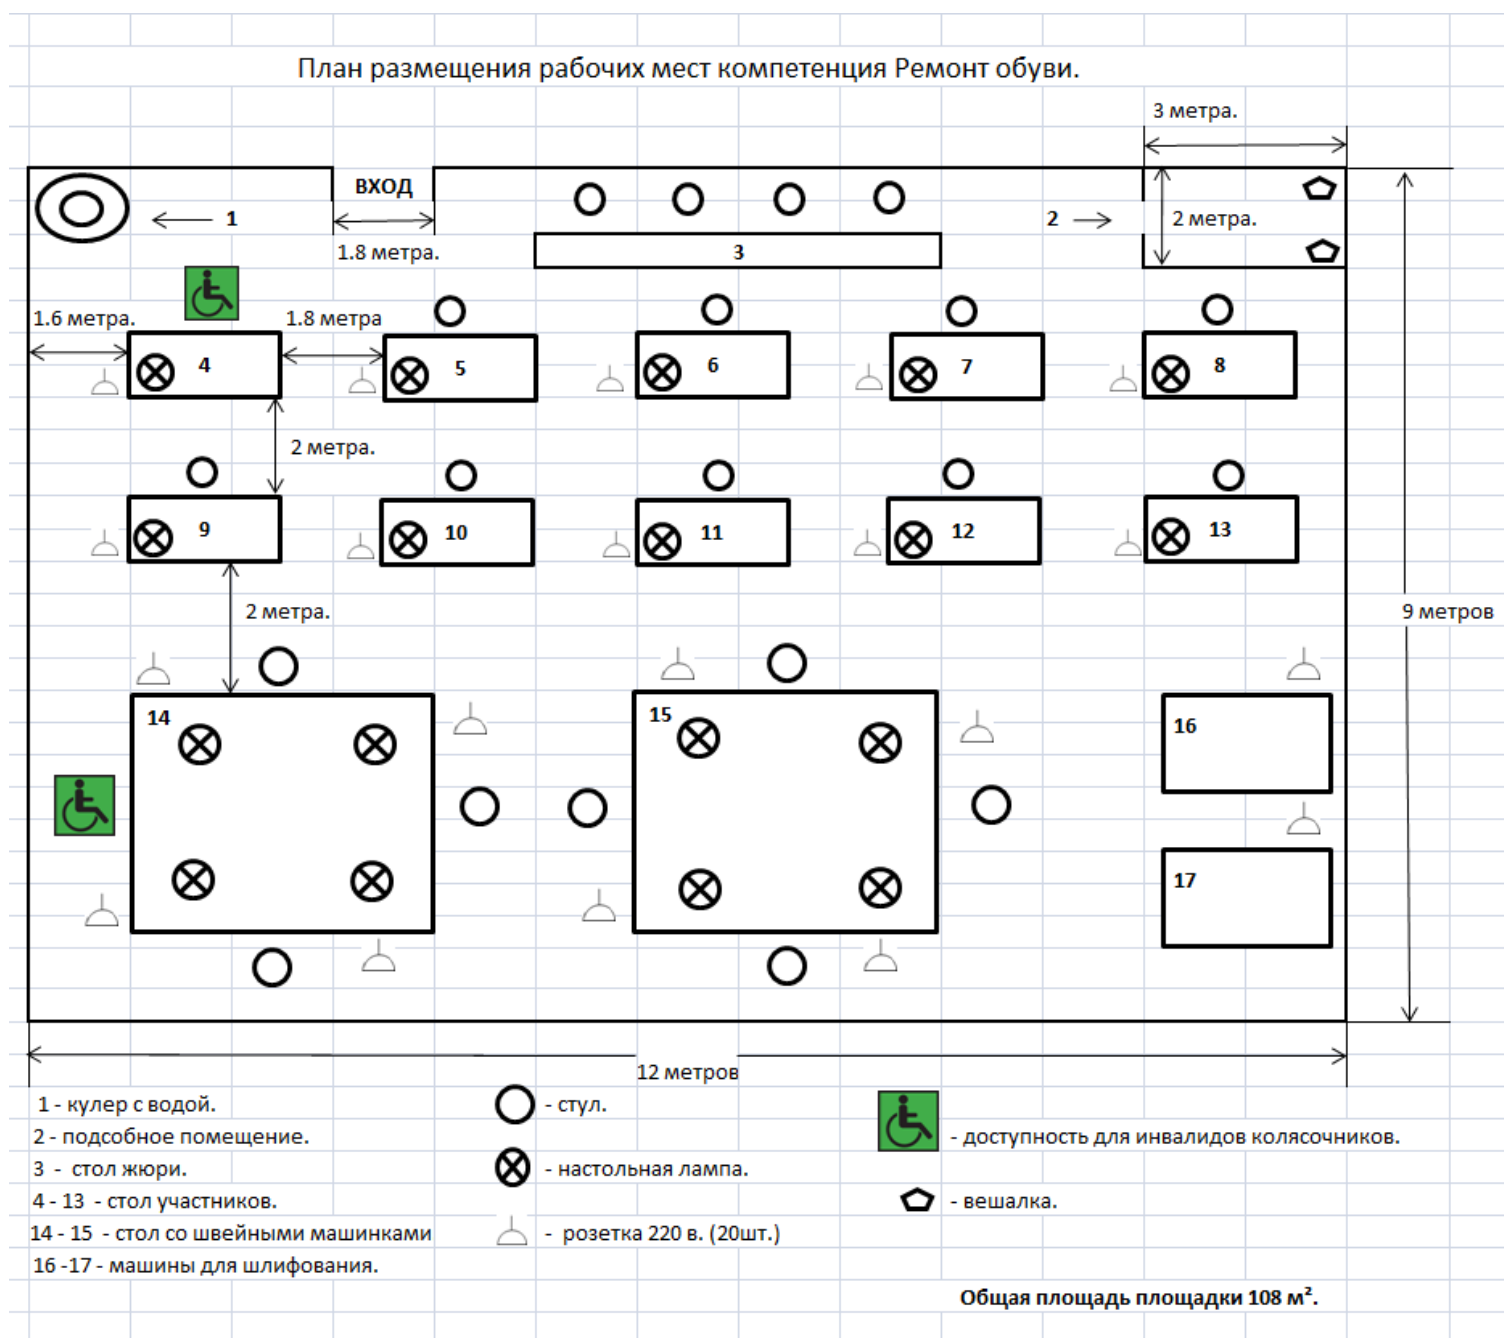 План размещения рабочих мест компетенция Ремонт обуви.
3 метра.
ВХОД
1
2
2 метра.
1.8 метра.
3
1.6 метра.
1.8 метра
4
5
6
7
8
2 метра.
9
10
11
12
13
2 метра.
9 метров
14
15
16
17
12 метров
1 - кулер с водой.
- стул.
2 - подсобное помещение.
- доступность для инвалидов колясочников.
3 - стол жюри.
- настольная лампа.
4 - 13 - стол участников.
- вешалка.
14 - 15 - стол со швейными машинками
- розетка 220 в. (20шт.)
16 -17 - машины для шлифования.
Общая площадь площадки 108 м².